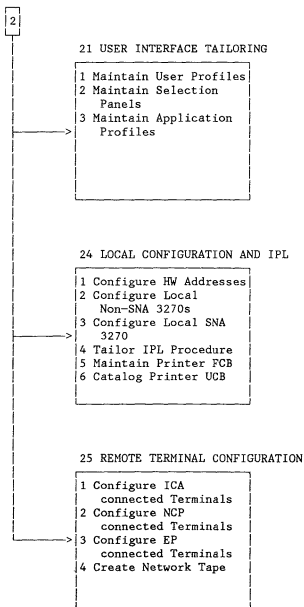 2
21 USER INTERFACE TAILORING
1 Maintain User Profiles
2 Maintain Selection
Panels
3 Maintain Application
Profiles
24 LOCAL CONFIGURATION AND IPL
1 Configure HW Addresses
2 Configure Local
Non-SNA 3270s
3 Configure Local SNA
3270
4 Tailor IPL Procedure
5 Maintain Printer FCB
6 Catalog Printer UCB
25 REMOTE TERMINAL CONFIGURATION
1 Configure ICA
connected Terminals
2 Configure NCP
connected Terminals
3 Configure EP
connected Terminals
4 Create Network Tape